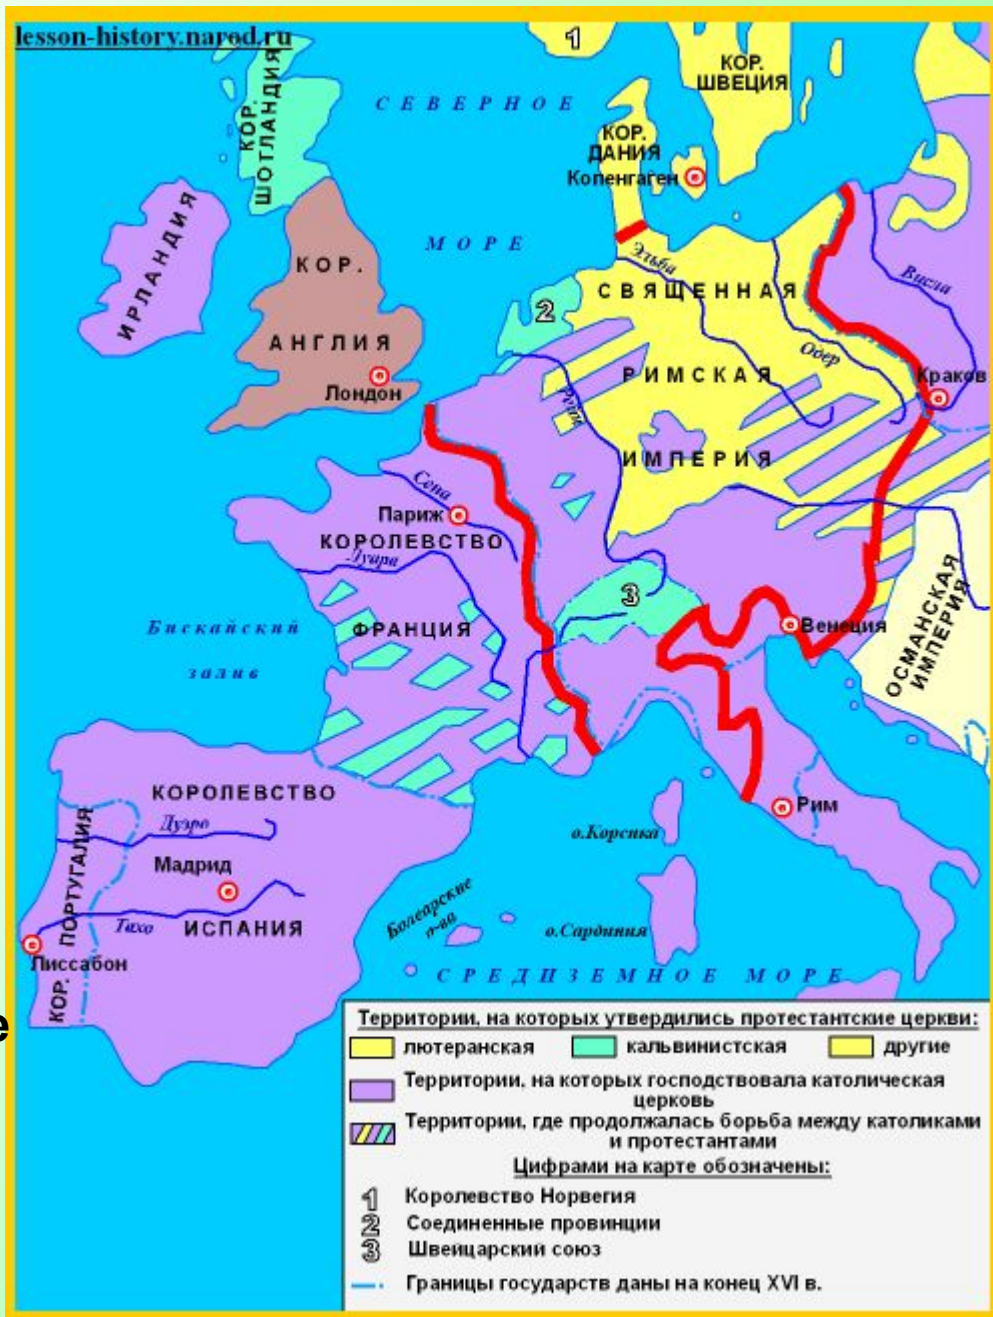 lesson-history.narod.ru
1
КОР.
ШВЕЦИЯ
КОР.
ШОТЛАНДИЯ
СЕВЕРНОЕ
КОР.
ДАНИЯ
Копенгаген
ИРЛАНДИЯ
МОРЕ
КОР.
АНГЛИЯ
Лондон
Эльба
Висла
СВЯЩЕННАЯ
2
Одер
РИМСКАЯ
Краков
Рейн
ИМПЕРИЯ
Сена
Париж
КОРОЛЕВСТВО
Луара
ФРАНЦИЯ
3
Венеция
ОСМАНСКАЯ
ИМПЕРИЯ
Бискайский
залив
КОРОЛЕВСТВО
Дуэро
Мадрид
ИСПАНИЯ
Тахо
КОР. ПОРТУГАЛИЯ
Лиссабон
Рим
о.Корсика
Болеарские
о-ва
о.Сардиния
СРЕДИЗЕМНОЕ МОРЕ
е
Территории, на которых утвердились протестантские церкви:
лютеранская кальвинистская другие
Территории, на которых господствовала католическая
церковь
Территории, где продолжалась борьба между католиками
и протестантами
Цифрами на карте обозначены:
1 Королевство Норвегия
2 Соединенные провинции
3 Швейцарский союз
Границы государств даны на конец XVI в.